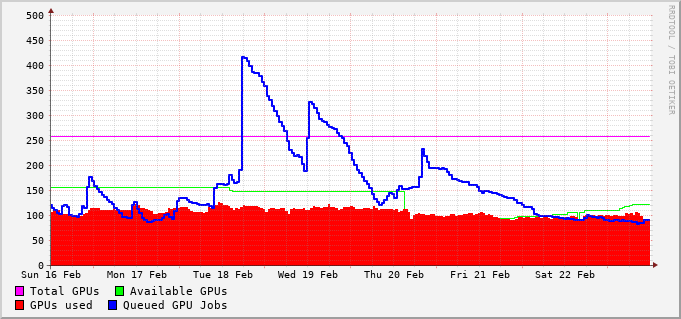 500
450
400
350
300
250
200
150
100
50
0
Sun 16 Feb Mon 17 Feb Tue 18 Feb Wed 19 Feb Thu 20 Feb Fri 21 Feb Sat 22 Feb
Total GPUs Available GPUs
GPUs used Queued GPU Jobs
RRDTOOL / TOBI OETIKER